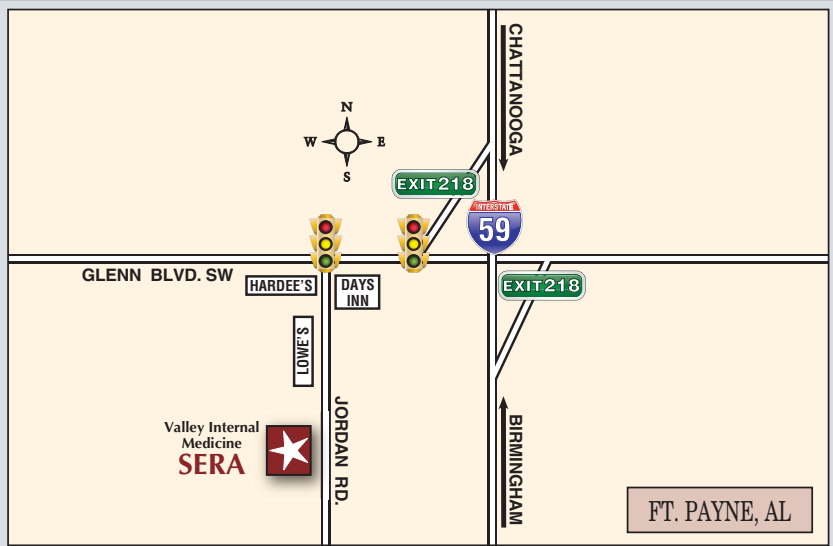 CHATTANOOGA
N
W
E
S
EXIT 218
INTERSTATE
59
GLENN BLVD. SW
HARDEE'S
DAYS
INN
EXIT 218
LOWE'S
JORDAN RD.
Valley Internal
Medicine
SERA
BIRMINGHAM
FT. PAYNE, AL